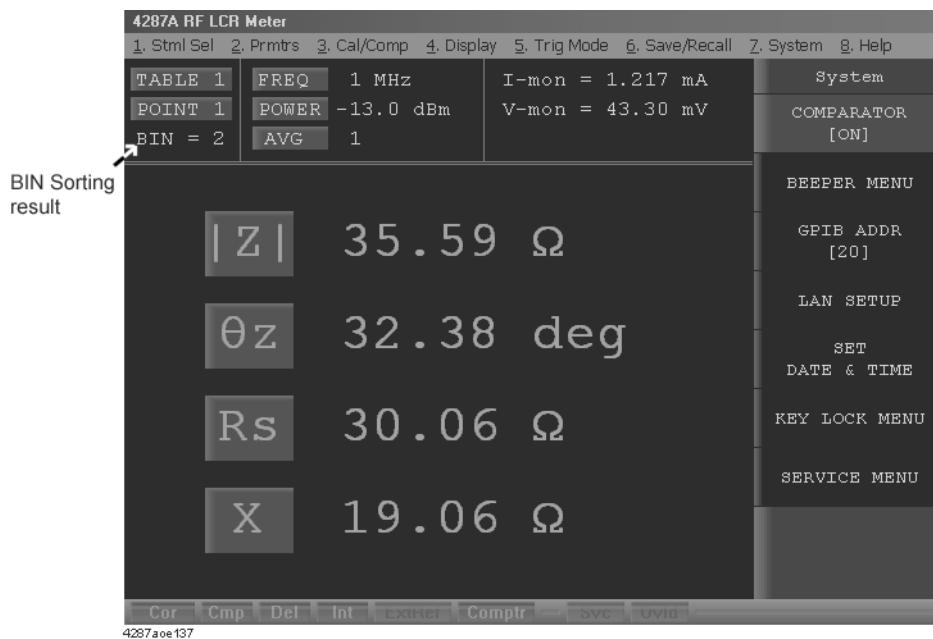 4287A RF LCR Meter
1. Stml Sel 2. Prmtrs 3. Cal/Comp 4. Display 5. Trig Mode 6. Save/Recall 7. System 8. Help
TABLE 1 FREQ 1 MHz I-mon = 1.217 mA
POINT 1 POWER -13.0 dBm V-mon = 43.30 mV
BIN = 2 AVG 1
BIN Sorting
result
|Z| 35.59 Ω
θz 32.38 deg
Rs 30.06 Ω
X 19.06 Ω
System
COMPARATOR
[ON]
BEEPER MENU
GPIB ADDR
[20]
LAN SETUP
SET
DATE & TIME
KEY LOCK MENU
SERVICE MENU
Cor Cmp Del Int ExtRef Comptr Svc Ovld
4287aoe137